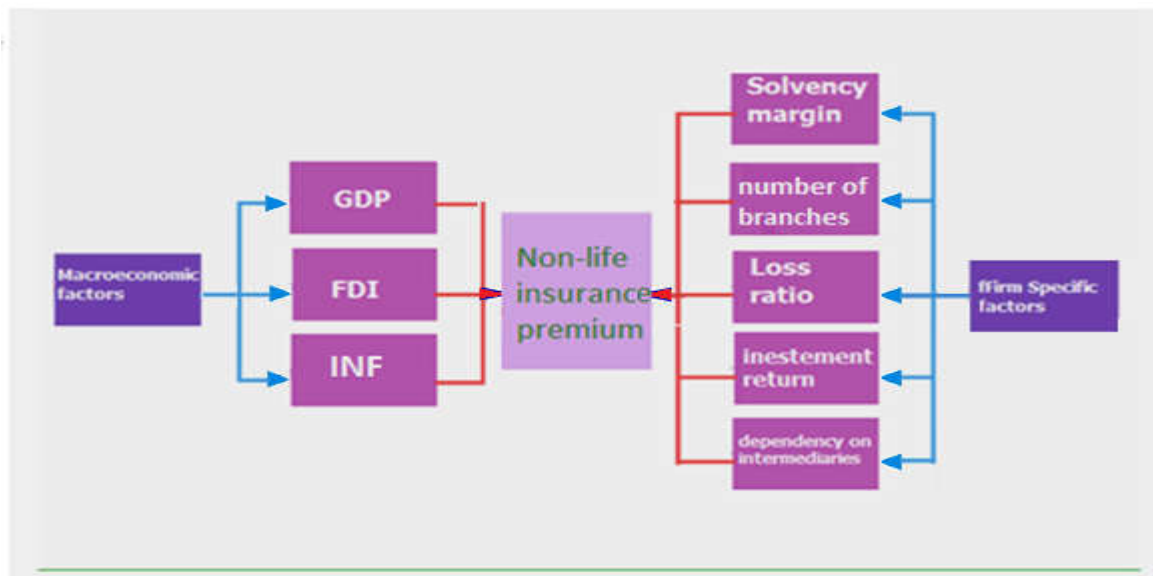 Macroeconomic
factors
GDP
FDI
INF
Non-life
insurance
premium
Solvency
margin
number of
branches
Loss
ratio
inestement
return
dependency on
intermediaries
fFirm Specific
factors